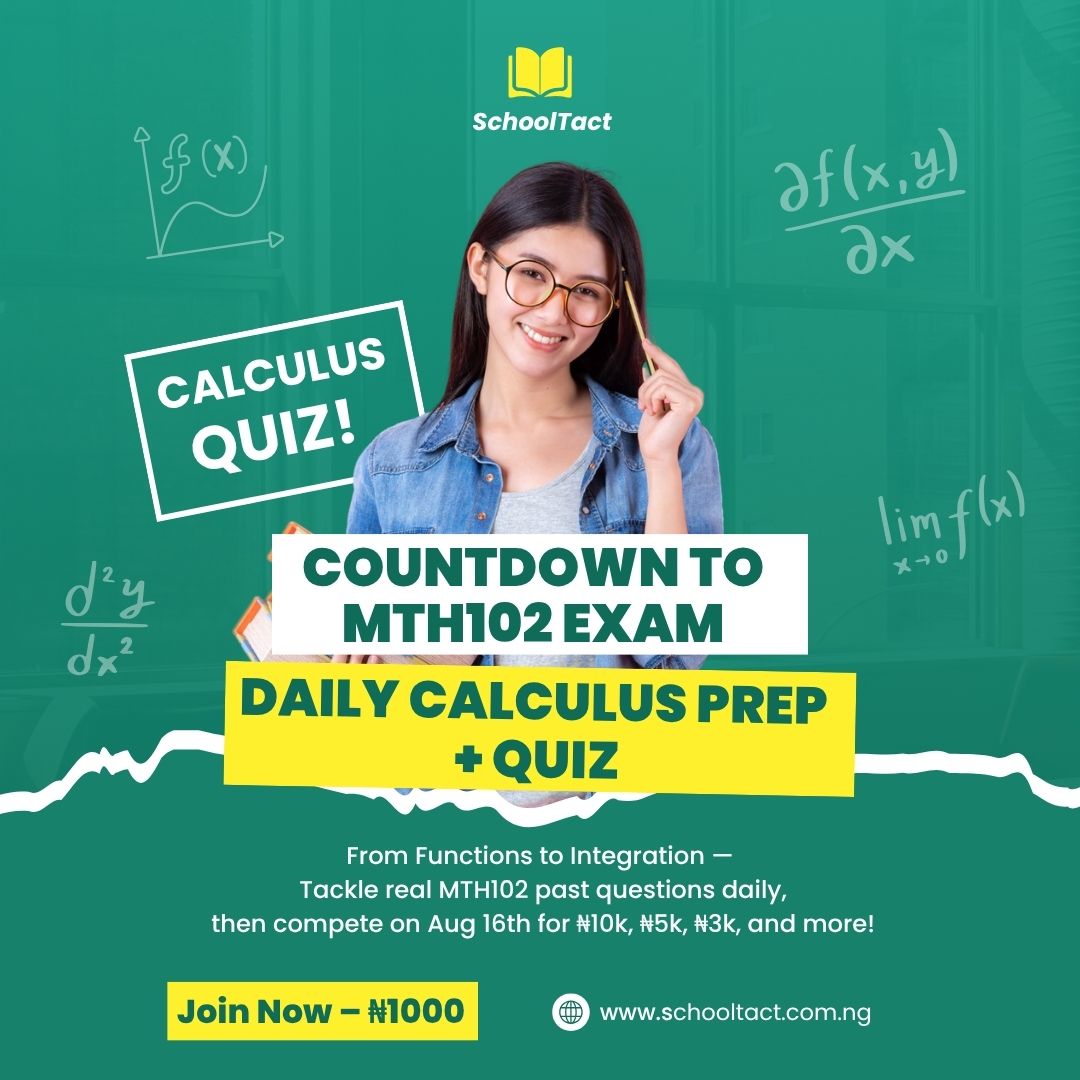 SchoolTact
f(x)
∂f(x,y)
∂x
CALCULUS
QUIZ!
lim f(x)
x→0
d²y
dx²
COUNTDOWN TO
MTH102 EXAM
DAILY CALCULUS PREP
+ QUIZ
From Functions to Integration —
Tackle real MTH102 past questions daily,
then compete on Aug 16th for ₦10k, ₦5k, ₦3k, and more!
Join Now – ₦1000
www.schooltact.com.ng